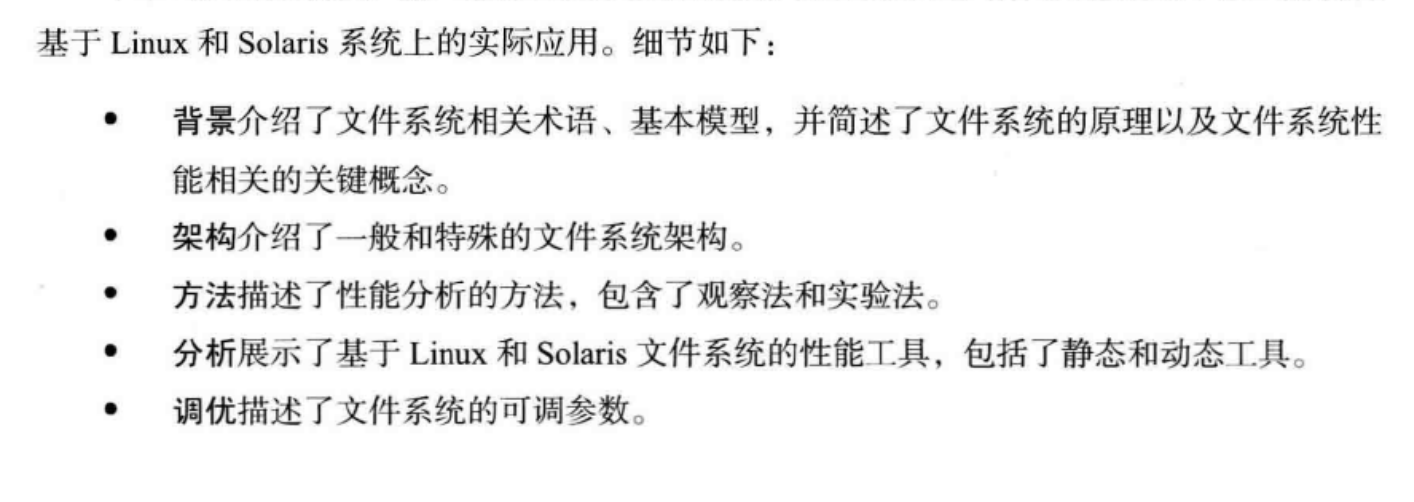 基于 Linux 和 Solaris 系统上的实际应用。细节如下：
• 背景介绍了文件系统相关术语、基本模型，并简述了文件系统的原理以及文件系统性
能相关的关键概念。
• 架构介绍了一般和特殊的文件系统架构。
• 方法描述了性能分析的方法，包含了观察法和实验法。
• 分析展示了基于 Linux 和 Solaris 文件系统的性能工具，包括了静态和动态工具。
• 调优描述了文件系统的可调参数。